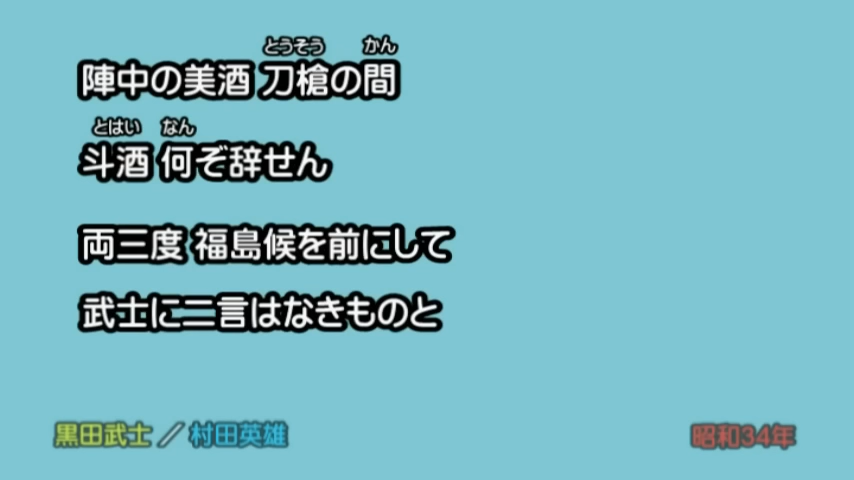 とうそう かん
陣中の美酒 刀槍の間
とはい なん
斗酒 何ぞ辞せん
両三度 福島候を前にして
武士に二言はなきものと
黒田武士／村田英雄
昭和34年